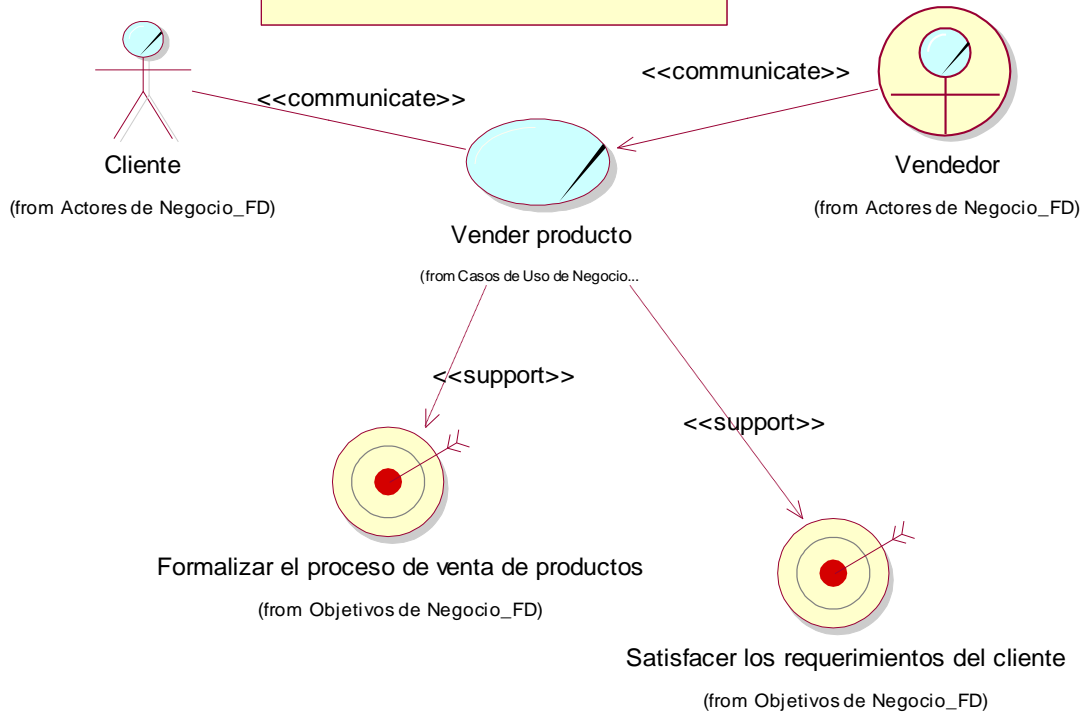 <<communicate>>
<<communicate>>
Cliente
(from Actores de Negocio_FD)
Vendedor
(from Actores de Negocio_FD)
Vender producto
(from Casos de Uso de Negocio...
<<support>>
<<support>>
Formalizar el proceso de venta de productos
(from Objetivos de Negocio_FD)
Satisfacer los requerimientos del cliente
(from Objetivos de Negocio_FD)